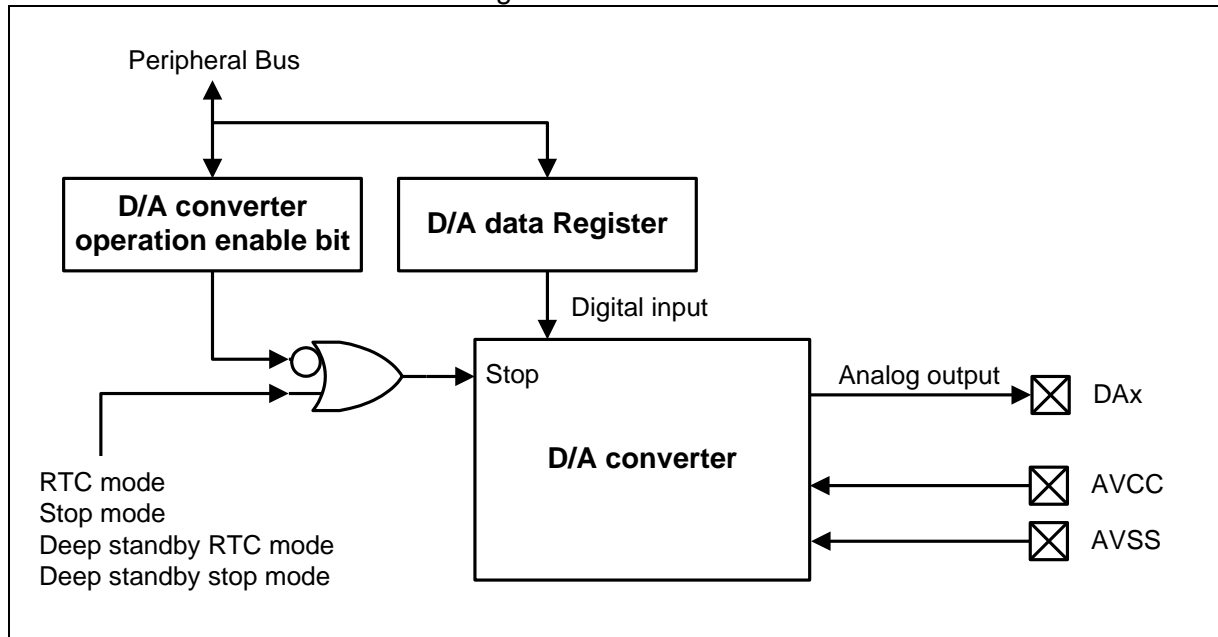 Peripheral Bus
D/A converter
operation enable bit
D/A data Register
Digital input
Stop
Analog output
DAx
D/A converter
AVCC
AVSS
RTC mode
Stop mode
Deep standby RTC mode
Deep standby stop mode